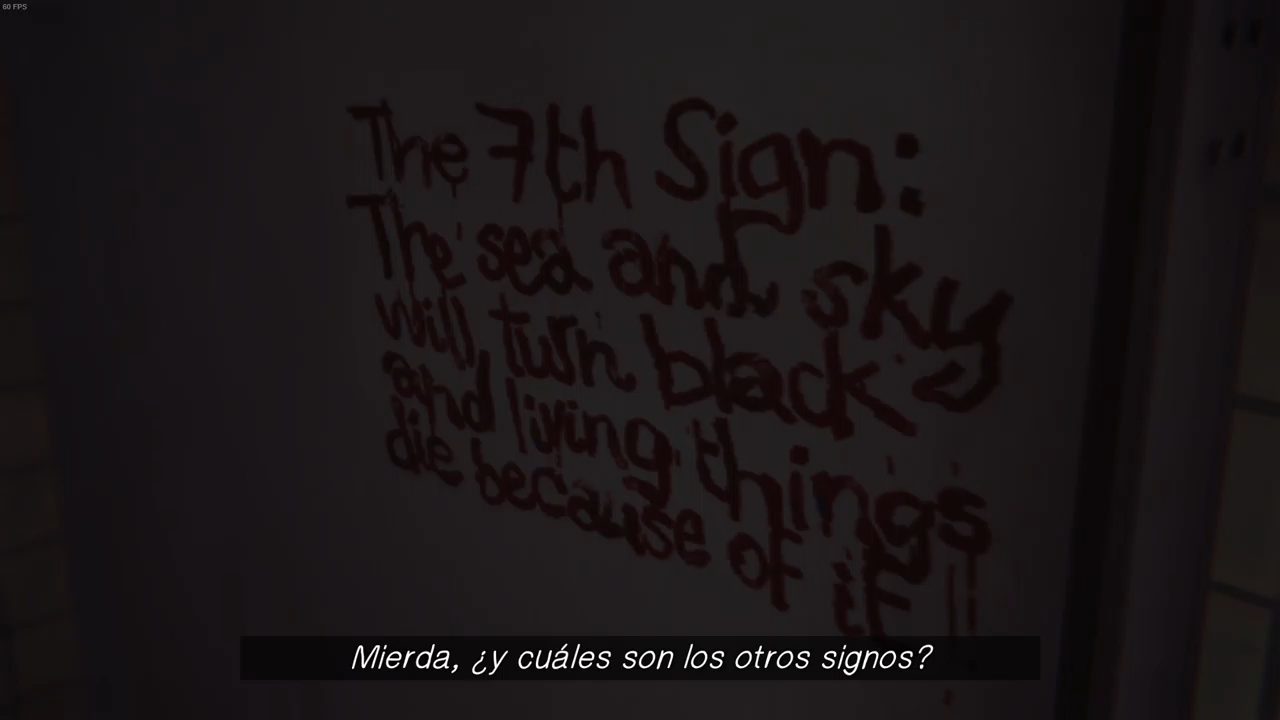 60 FPS
The 7th Sign:
The sea and sky
will turn black
and living things
die because of it
Mierda, ¿y cuáles son los otros signos?